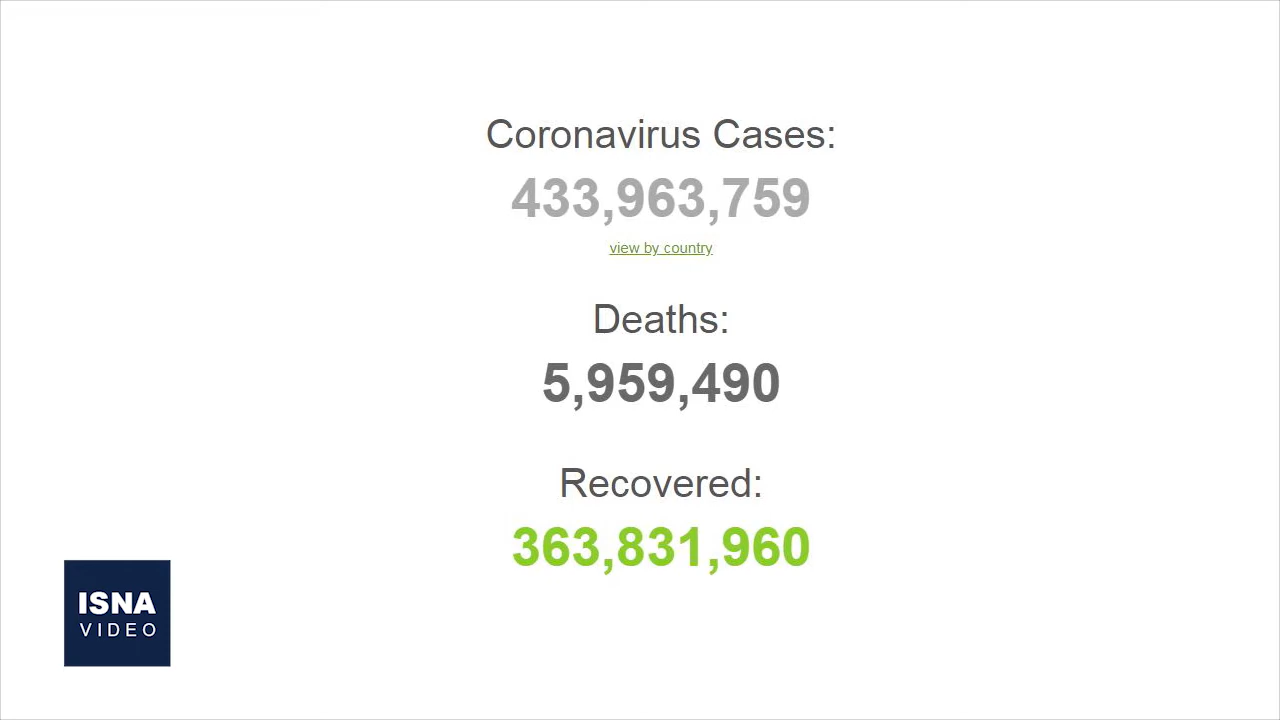 Coronavirus Cases:
433,963,759
view by country
Deaths:
5,959,490
Recovered:
363,831,960
ISNA
VIDEO